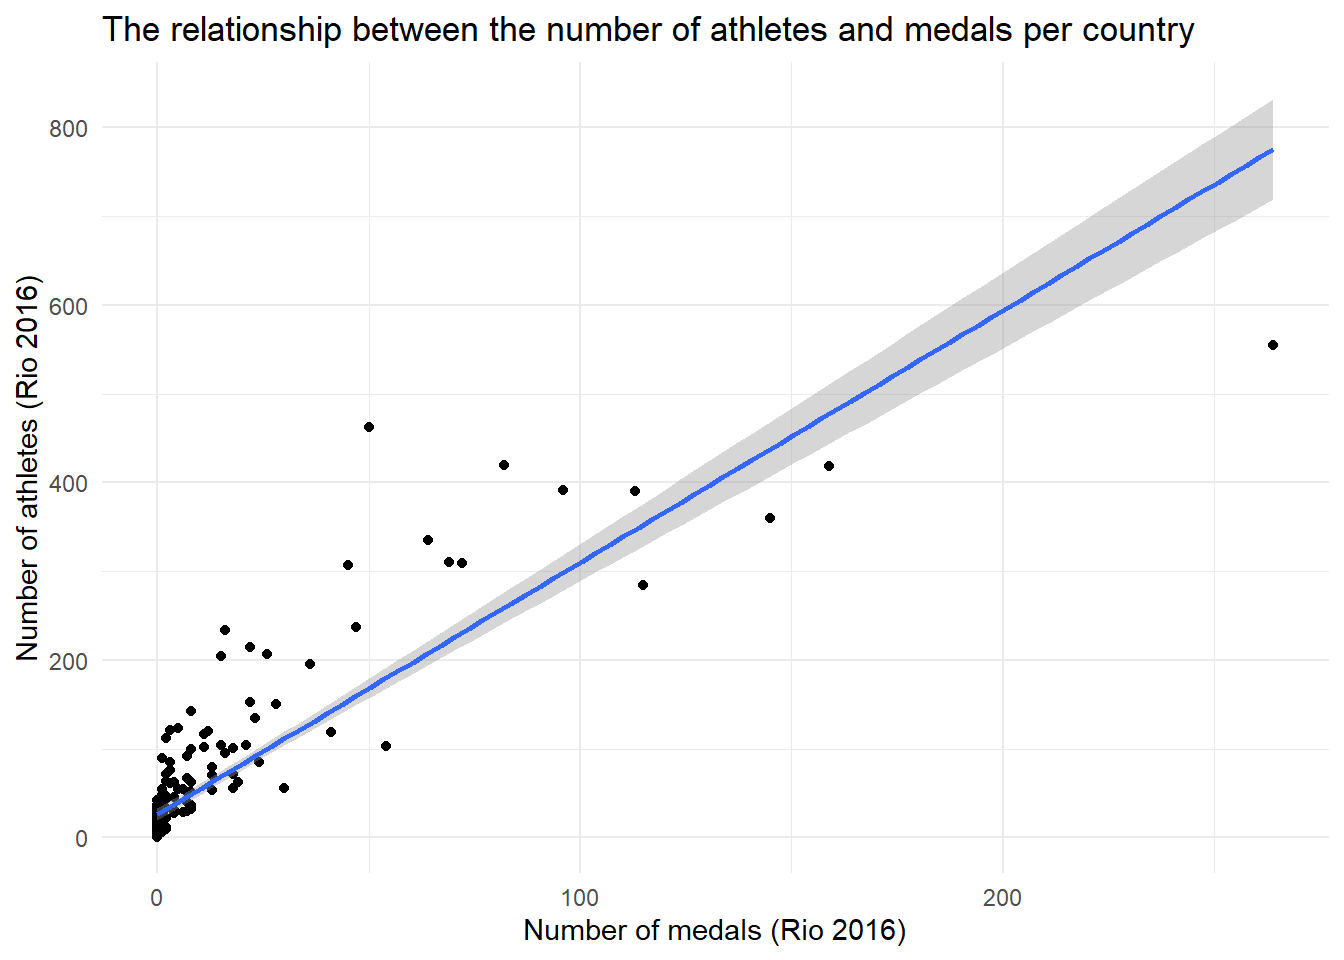 The relationship between the number of athletes and medals per country
800
600
400
200
0
Number of athletes (Rio 2016)
0 100 200
Number of medals (Rio 2016)